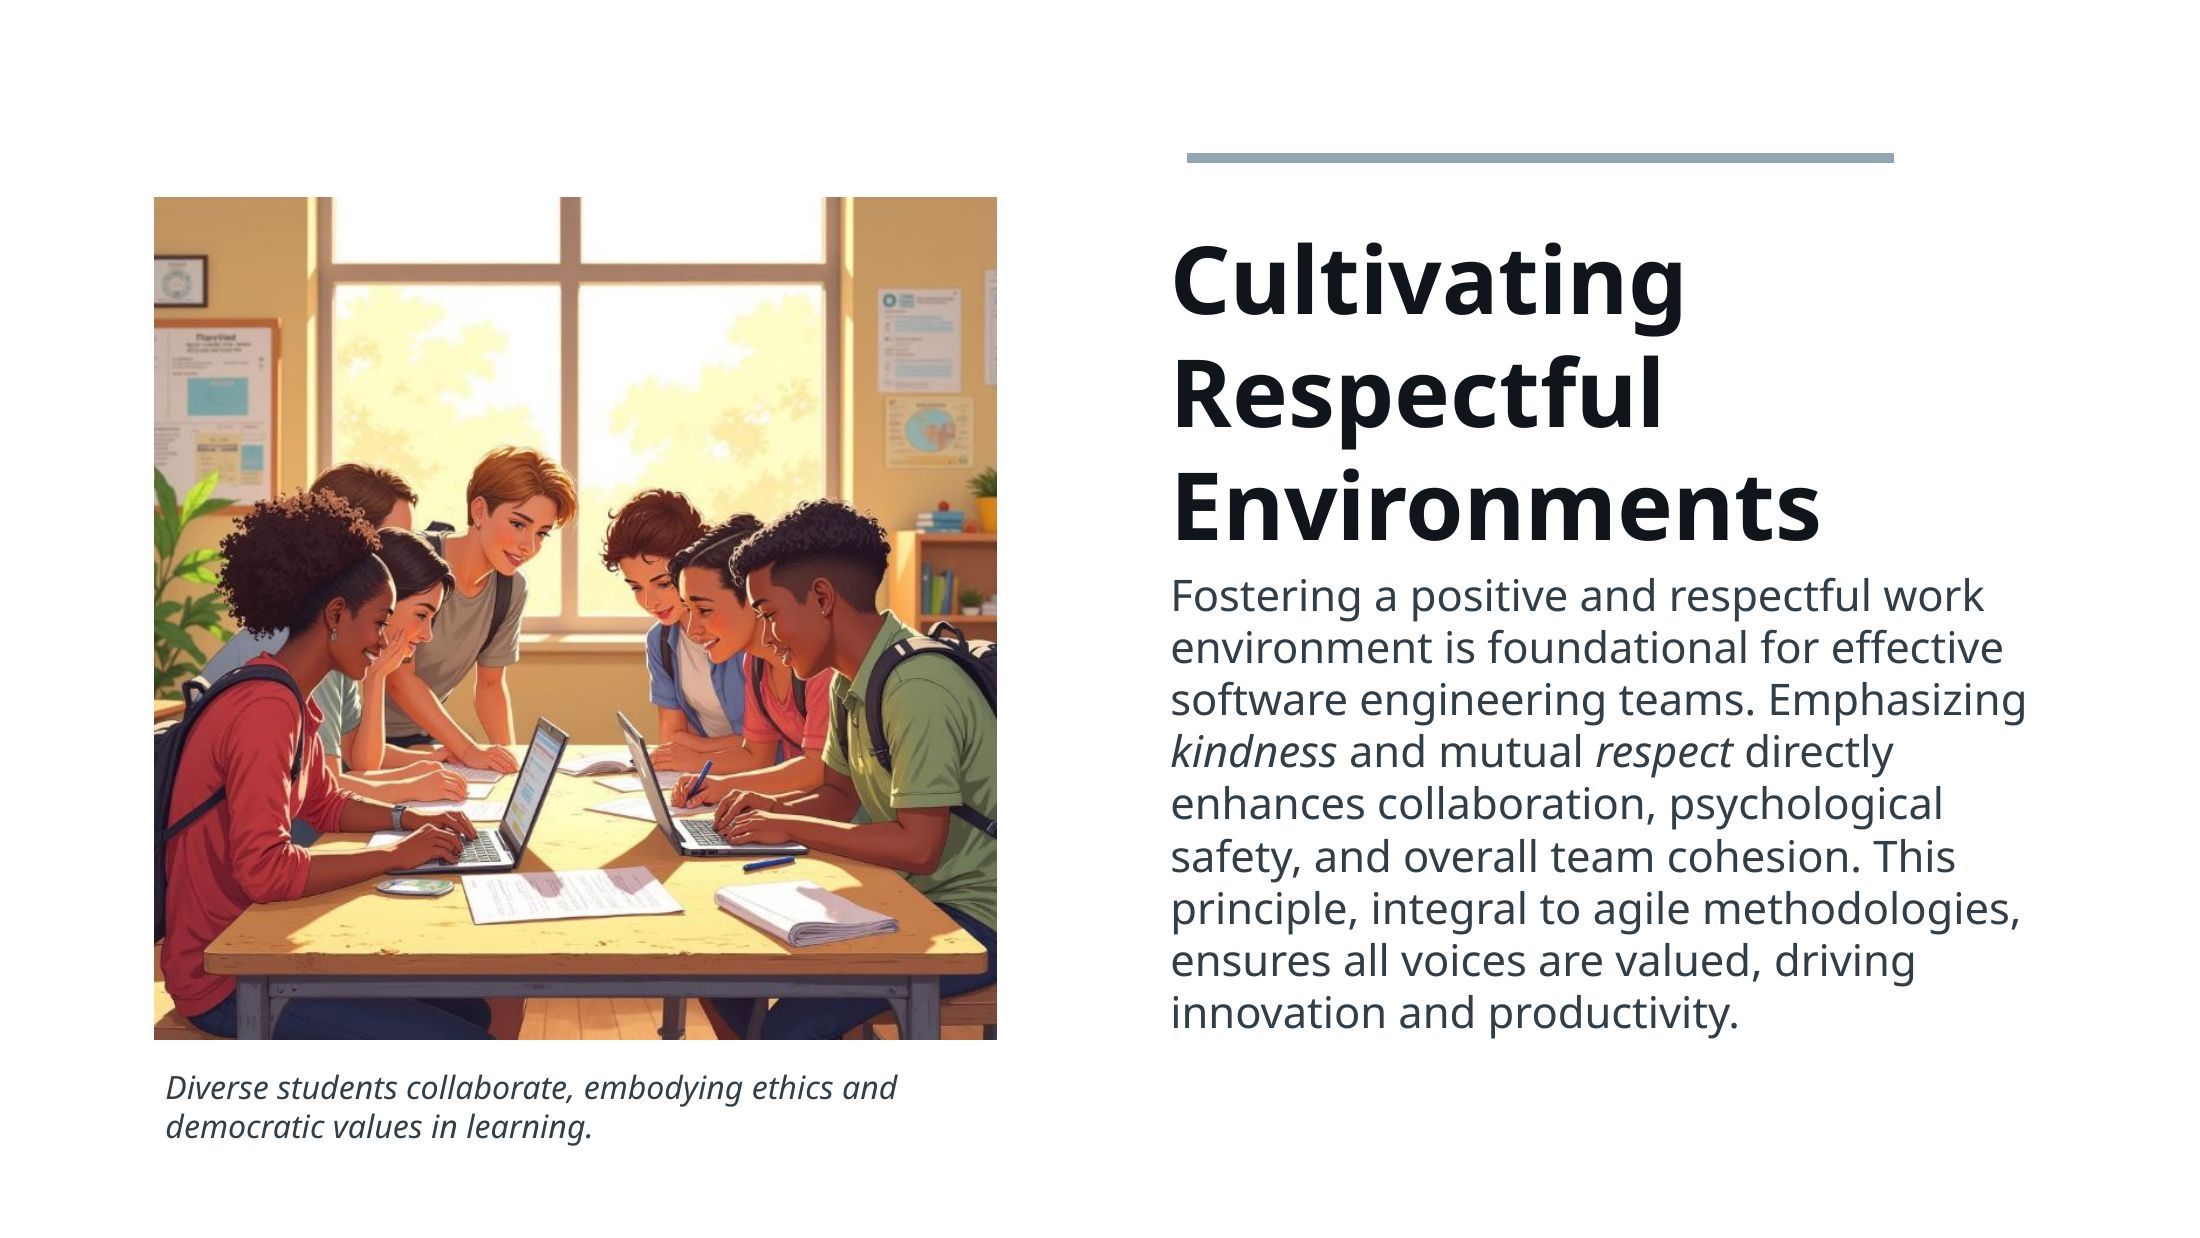 Cultivating
Respectful
Environments
Fostering a positive and respectful work
environment is foundational for effective
software engineering teams. Emphasizing
kindness and mutual respect directly
enhances collaboration, psychological
safety, and overall team cohesion. This
principle, integral to agile methodologies,
ensures all voices are valued, driving
innovation and productivity.
Diverse students collaborate, embodying ethics and
democratic values in learning.